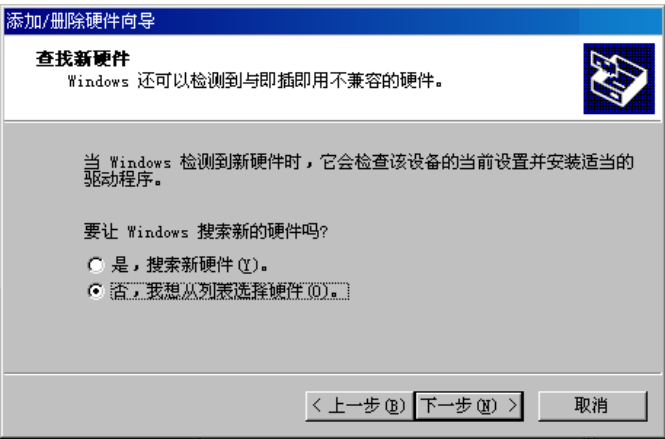 添加/删除硬件向导
查找新硬件
Windows 还可以检测到与即插即用不兼容的硬件。
当 Windows 检测到新硬件时，它会检查该设备的当前设置并安装适当的
驱动程序。
要让 Windows 搜索新的硬件吗?
是，搜索新硬件(Y)。
否，我想从列表选择硬件(O)。
< 上一步(B) 下一步(N) > 取消